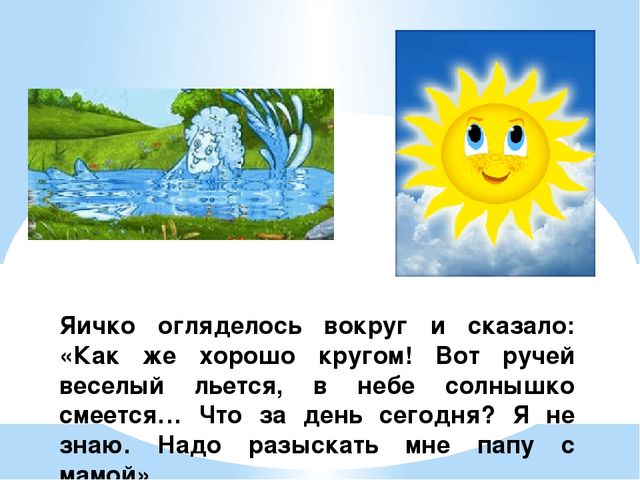 Яичко огляделось вокруг и сказало:
«Как же хорошо кругом! Вот ручей
веселый льется, в небе солнышко
смеется… Что за день сегодня? Я не
знаю. Надо разыскать мне папу с
мамой»